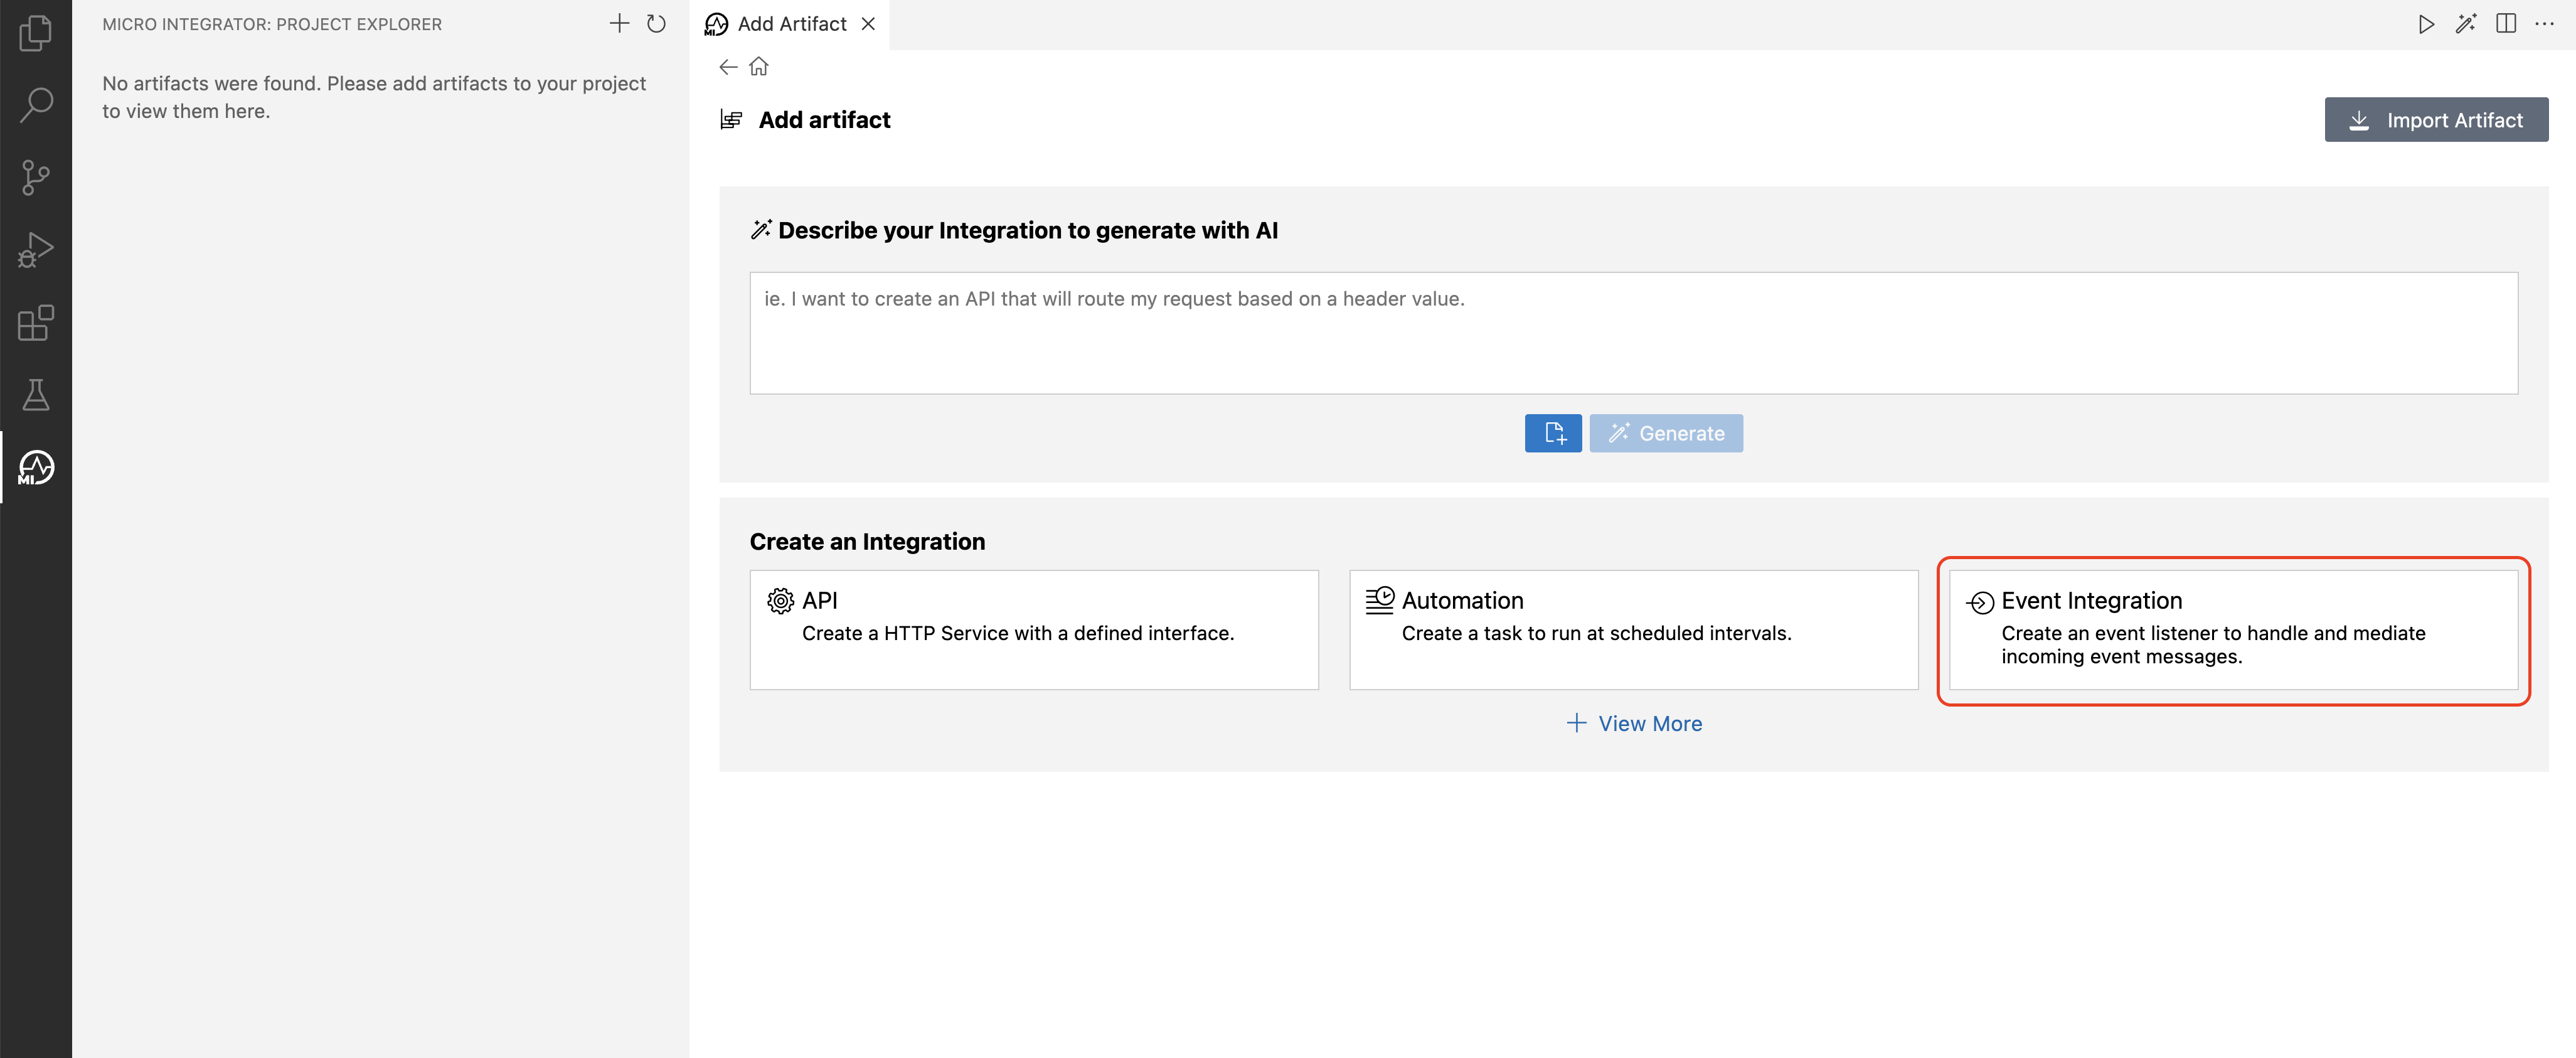 MICRO INTEGRATOR: PROJECT EXPLORER
No artifacts were found. Please add artifacts to your project
to view them here.
MI Add Artifact
Add artifact
Import Artifact
Describe your Integration to generate with AI
ie. I want to create an API that will route my request based on a header value.
Generate
Create an Integration
API
Create a HTTP Service with a defined interface.
Automation
Create a task to run at scheduled intervals.
Event Integration
Create an event listener to handle and mediate
incoming event messages.
View More
MI